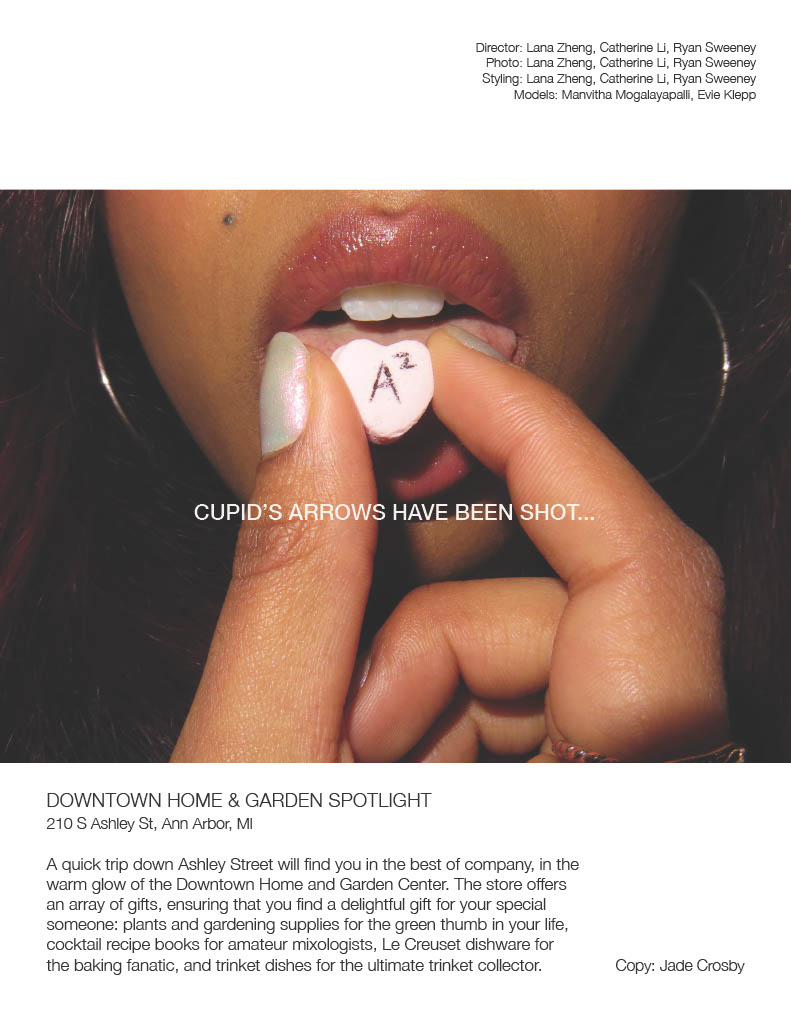 Director: Lana Zheng, Catherine Li, Ryan Sweeney
Photo: Lana Zheng, Catherine Li, Ryan Sweeney
Styling: Lana Zheng, Catherine Li, Ryan Sweeney
Models: Manvitha Mogalayapalli, Evie Klepp
A²
CUPID’S ARROWS HAVE BEEN SHOT...
DOWNTOWN HOME & GARDEN SPOTLIGHT
210 S Ashley St, Ann Arbor, MI
A quick trip down Ashley Street will find you in the best of company, in the
warm glow of the Downtown Home and Garden Center. The store offers
an array of gifts, ensuring that you find a delightful gift for your special
someone: plants and gardening supplies for the green thumb in your life,
cocktail recipe books for amateur mixologists, Le Creuset dishware for
the baking fanatic, and trinket dishes for the ultimate trinket collector.
Copy: Jade Crosby